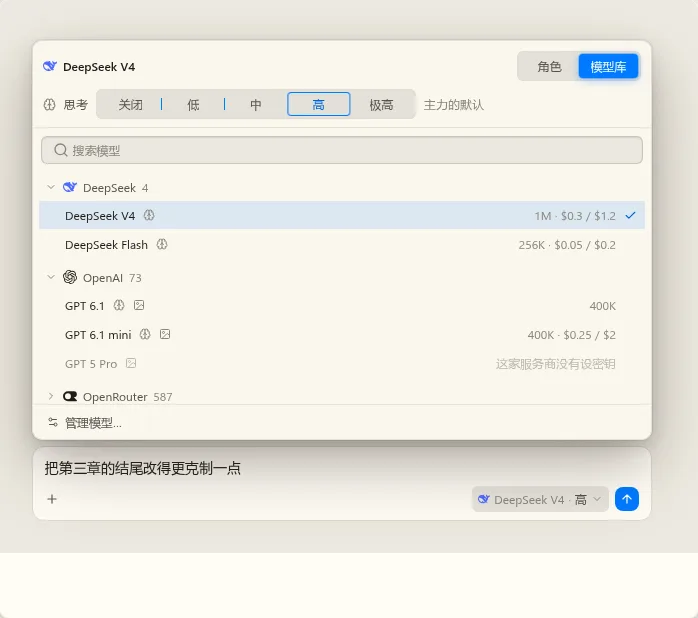 DeepSeek V4 角色 模型库
思考 关闭 低 中 高 极高 主力的默认
搜索模型
DeepSeek 4
DeepSeek V4 1M · $0.3 / $1.2
DeepSeek Flash 256K · $0.05 / $0.2
OpenAI 73
GPT 6.1 400K
GPT 6.1 mini 400K · $0.25 / $2
GPT 5 Pro 这家服务商没有设密钥
OpenRouter 587
管理模型...
把第三章的结尾改得更克制一点
DeepSeek V4 · 高